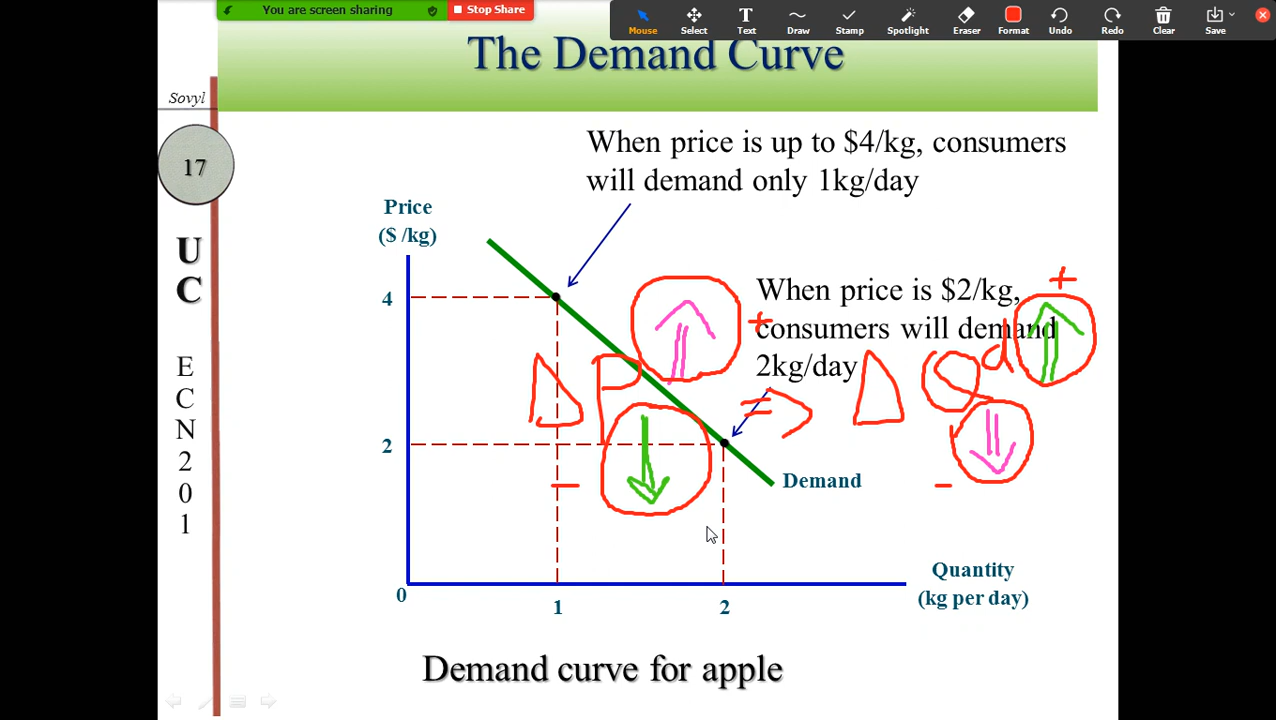 You are screen sharing
Stop Share
Mouse
Select
Text
Draw
Stamp
Spotlight
Eraser
Format
Undo
Redo
Clear
Save
The Demand Curve
Sovyl
17
U
C
E
C
N
2
0
1
When price is up to $4/kg, consumers
will demand only 1kg/day
Price
($ /kg)
When price is $2/kg,
consumers will demand
2kg/day
4
2
0
1
2
+
+
Δ P => Δ Qd
-
-
Demand
Quantity
(kg per day)
Demand curve for apple